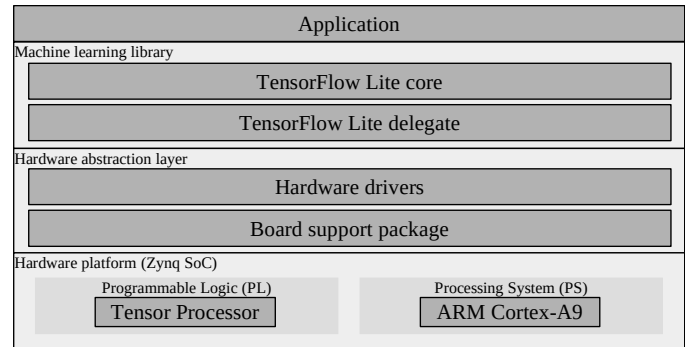 Application
Machine learning library
TensorFlow Lite core
TensorFlow Lite delegate
Hardware abstraction layer
Hardware drivers
Board support package
Hardware platform (Zynq SoC)
Programmable Logic (PL)
Tensor Processor
Processing System (PS)
ARM Cortex-A9